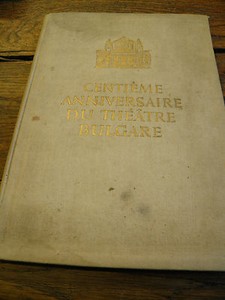 CENTIÈME
ANNIVERSAIRE
DU THÉÂTRE
BULGARE